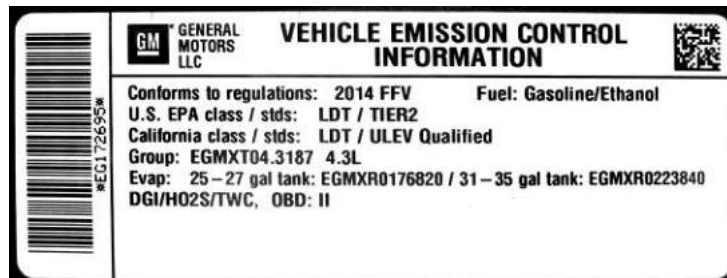 *EG172695*
GM
GENERAL
MOTORS
LLC
VEHICLE EMISSION CONTROL
INFORMATION
Conforms to regulations: 2014 FFV Fuel: Gasoline/Ethanol
U.S. EPA class / stds: LDT / TIER2
California class / stds: LDT / ULEV Qualified
Group: EGMXT04.3187 4.3L
Evap: 25–27 gal tank: EGMXR0176820 / 31–35 gal tank: EGMXR0223840
DGI/HO2S/TWC, OBD: II